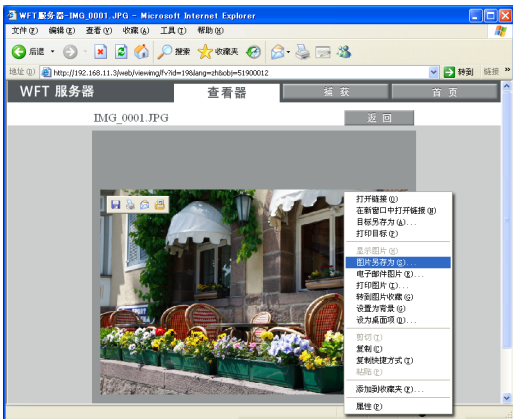 WFT 服务器-IMG_0001.JPG - Microsoft Internet Explorer
文件(F) 编辑(E) 查看(V) 收藏(A) 工具(T) 帮助(H)
后退 搜索 收藏夹
地址(D) http://192.168.11.3/web/viewimg/fv?id=19&lang=zh&obj=51900012 转到 链接 »
WFT 服务器 查看器 捕 获 首 页
IMG_0001.JPG 返 回
打开链接(O)
在新窗口中打开链接(N)
目标另存为(A)...
打印目标(P)
显示图片(H)
图片另存为(S)...
电子邮件图片(E)...
打印图片(I)...
转到图片收藏(G)
设置为背景(G)
设为桌面项(D)...
剪切(T)
复制(C)
复制快捷方式(T)
粘贴(P)
添加到收藏夹(F)...
属性(P)